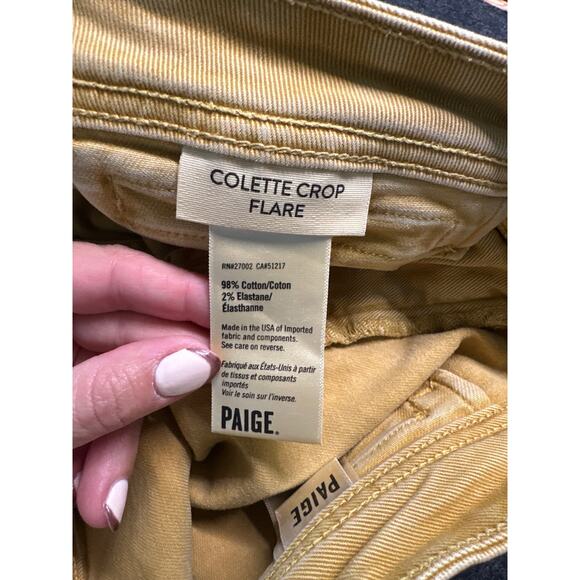 COLETTE CROP
FLARE
RN#27002 CA#51217
98% Cotton/Coton
2% Elastane/
Élasthanne
Made in the USA of Imported
fabric and components.
See care on reverse.
Fabriqué aux États-Unis à partir
de tissus et composants
importés
Voir le soin sur l'inverse.
PAIGE®
PAIGE